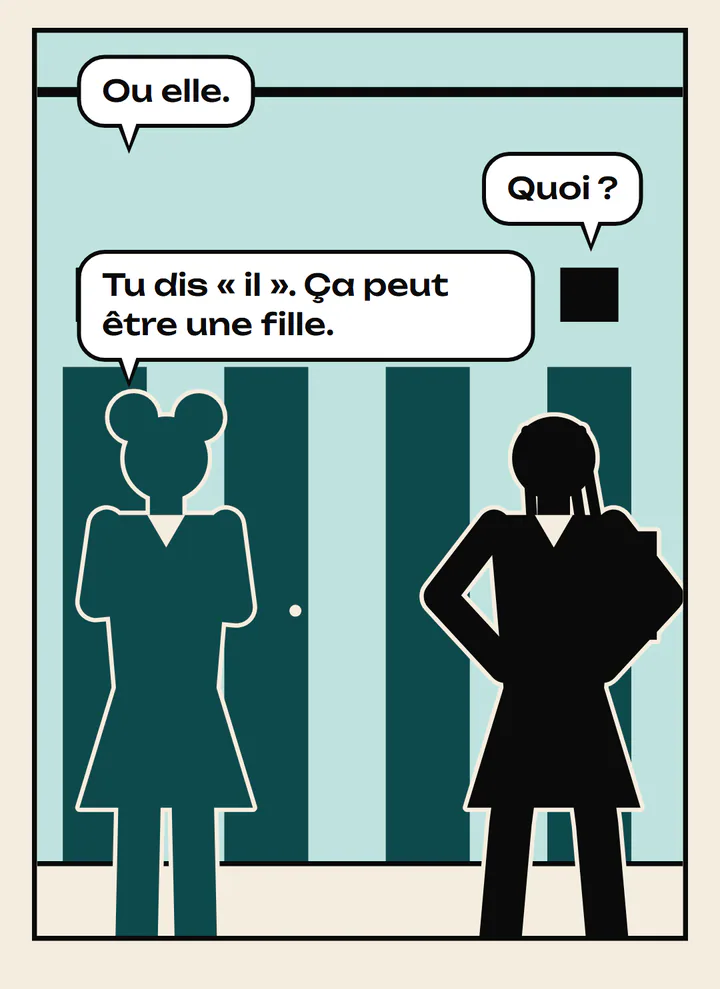 Ou elle.
Quoi ?
Tu dis « il ». Ça peut
être une fille.